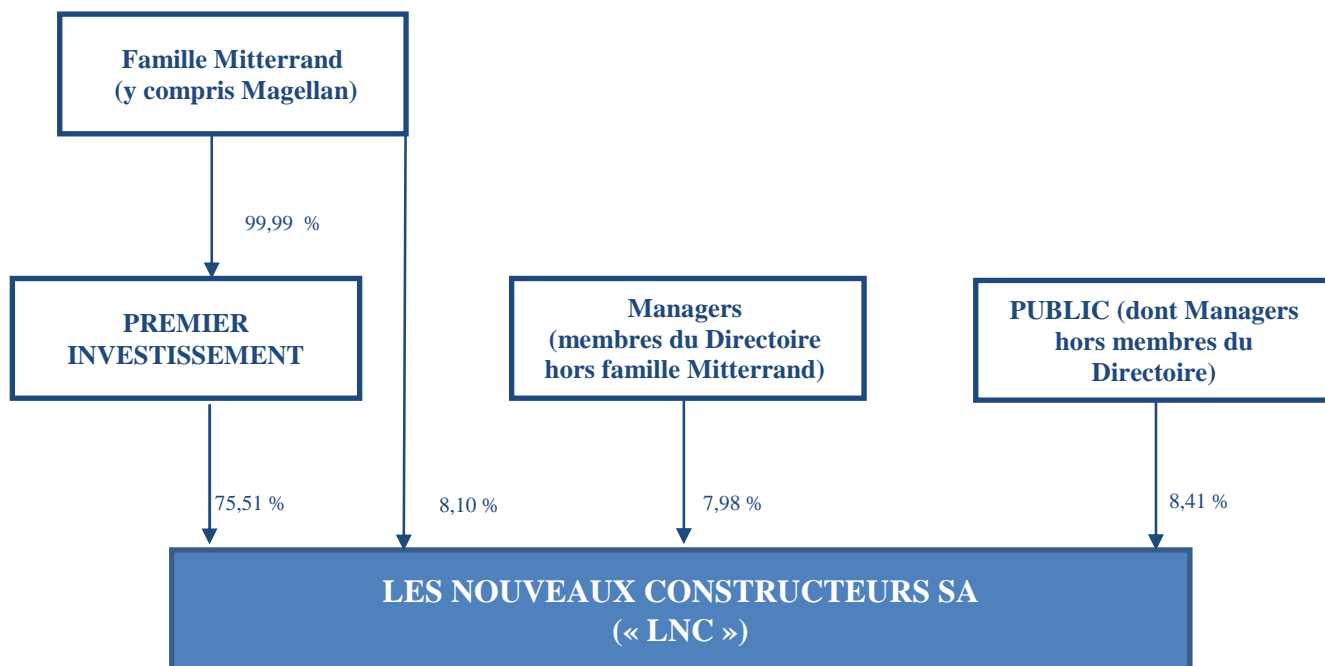 Famille Mitterrand
(y compris Magellan)
99,99 %
PREMIER
INVESTISSEMENT
Managers
(membres du Directoire
hors famille Mitterrand)
PUBLIC (dont Managers
hors membres du
Directoire)
75,51 %
8,10 %
7,98 %
8,41 %
LES NOUVEAUX CONSTRUCTEURS SA
(« LNC »)